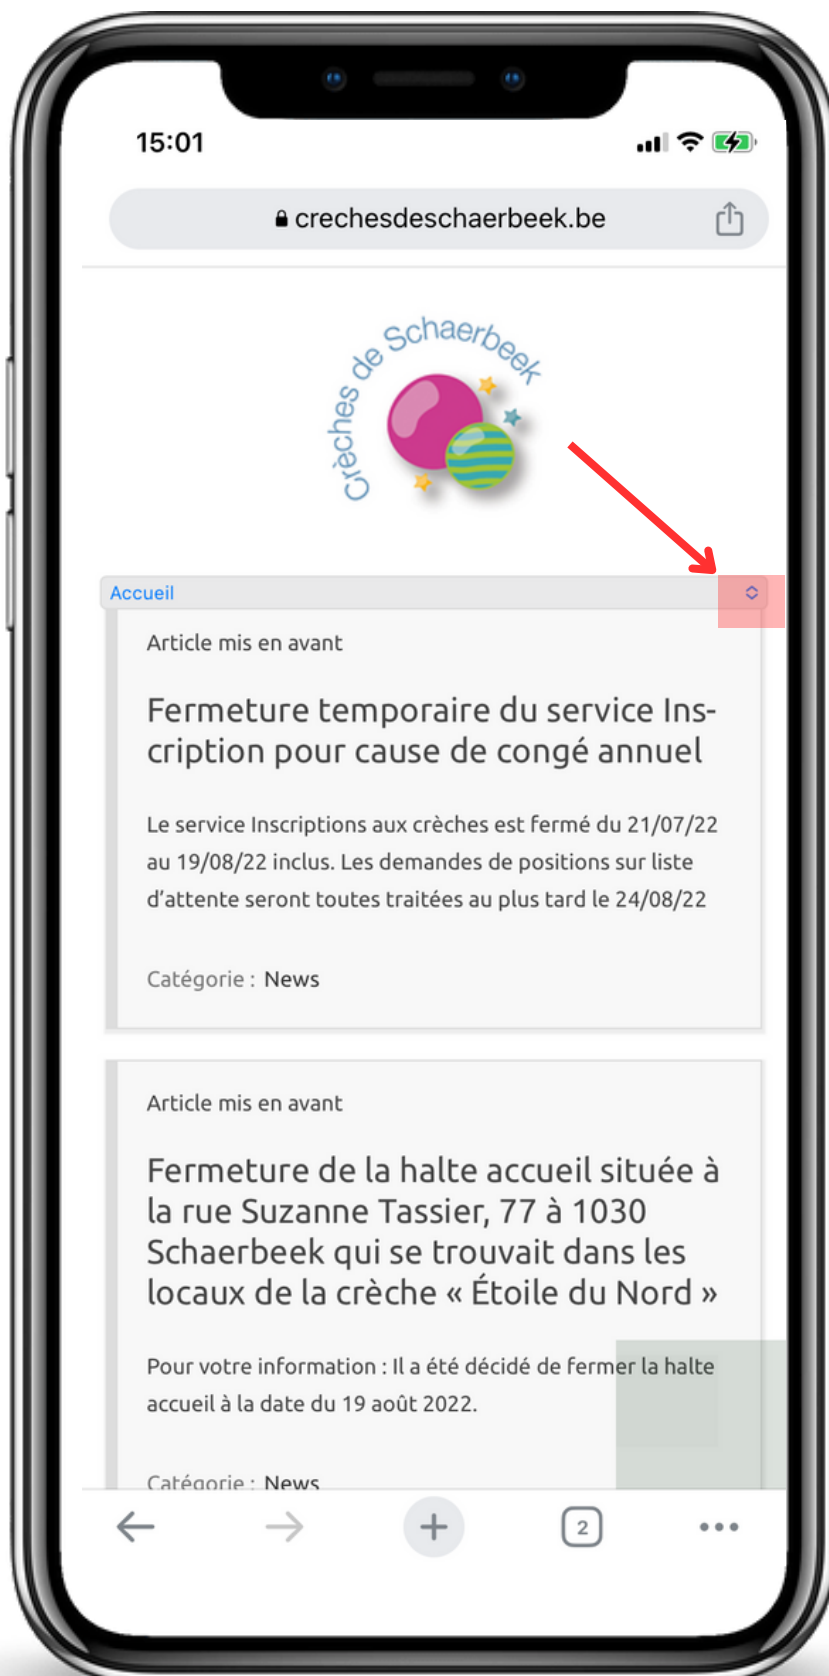 15:01
crechesdeschaerbeek.be
Crèches de Schaerbeek
Accueil
Article mis en avant
Fermeture temporaire du service Ins-
cription pour cause de congé annuel
Le service Inscriptions aux crèches est fermé du 21/07/22
au 19/08/22 inclus. Les demandes de positions sur liste
d’attente seront toutes traitées au plus tard le 24/08/22
Catégorie : News
Article mis en avant
Fermeture de la halte accueil située à
la rue Suzanne Tassier, 77 à 1030
Schaerbeek qui se trouvait dans les
locaux de la crèche « Étoile du Nord »
Pour votre information : Il a été décidé de fermer la halte
accueil à la date du 19 août 2022.
Catégorie : News
2